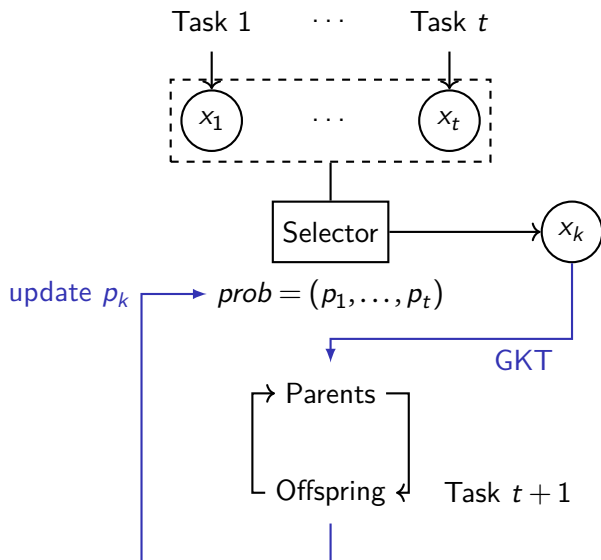 Task 1 ⋯ Task t
x₁ ⋯ xₜ
Selector
xₖ
update pₖ
prob = (p₁,…,pₜ)
GKT
Parents
Offspring
Task t + 1